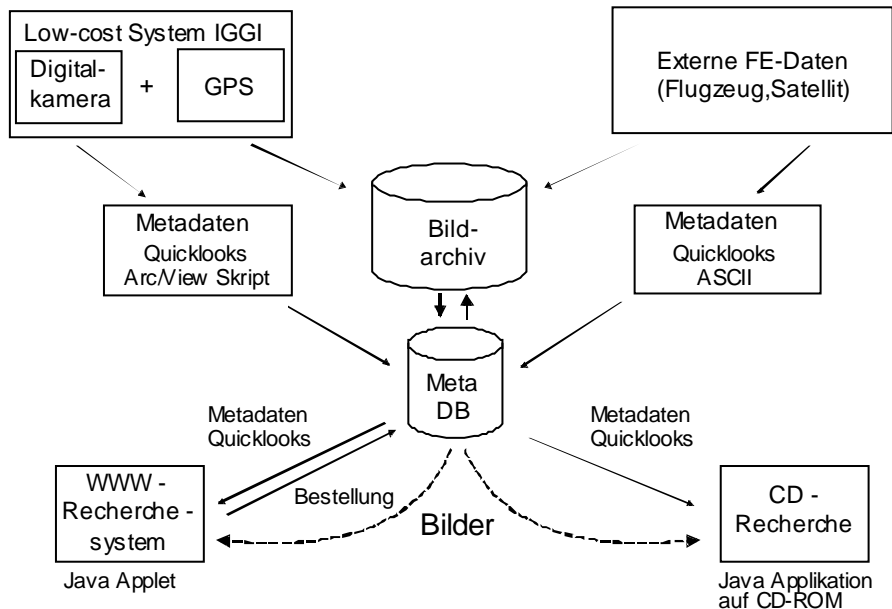 Low-cost System IGGI
Digital-
kamera
+
GPS
Externe FE-Daten
(Flugzeug,Satellit)
Metadaten
Quicklooks
Arc/View Skript
Bild-
archiv
Metadaten
Quicklooks
ASCII
Meta
DB
Metadaten
Quicklooks
Metadaten
Quicklooks
WWW -
Recherche -
system
Bestellung
Bilder
CD -
Recherche
Java Applet
Java Applikation
auf CD-ROM